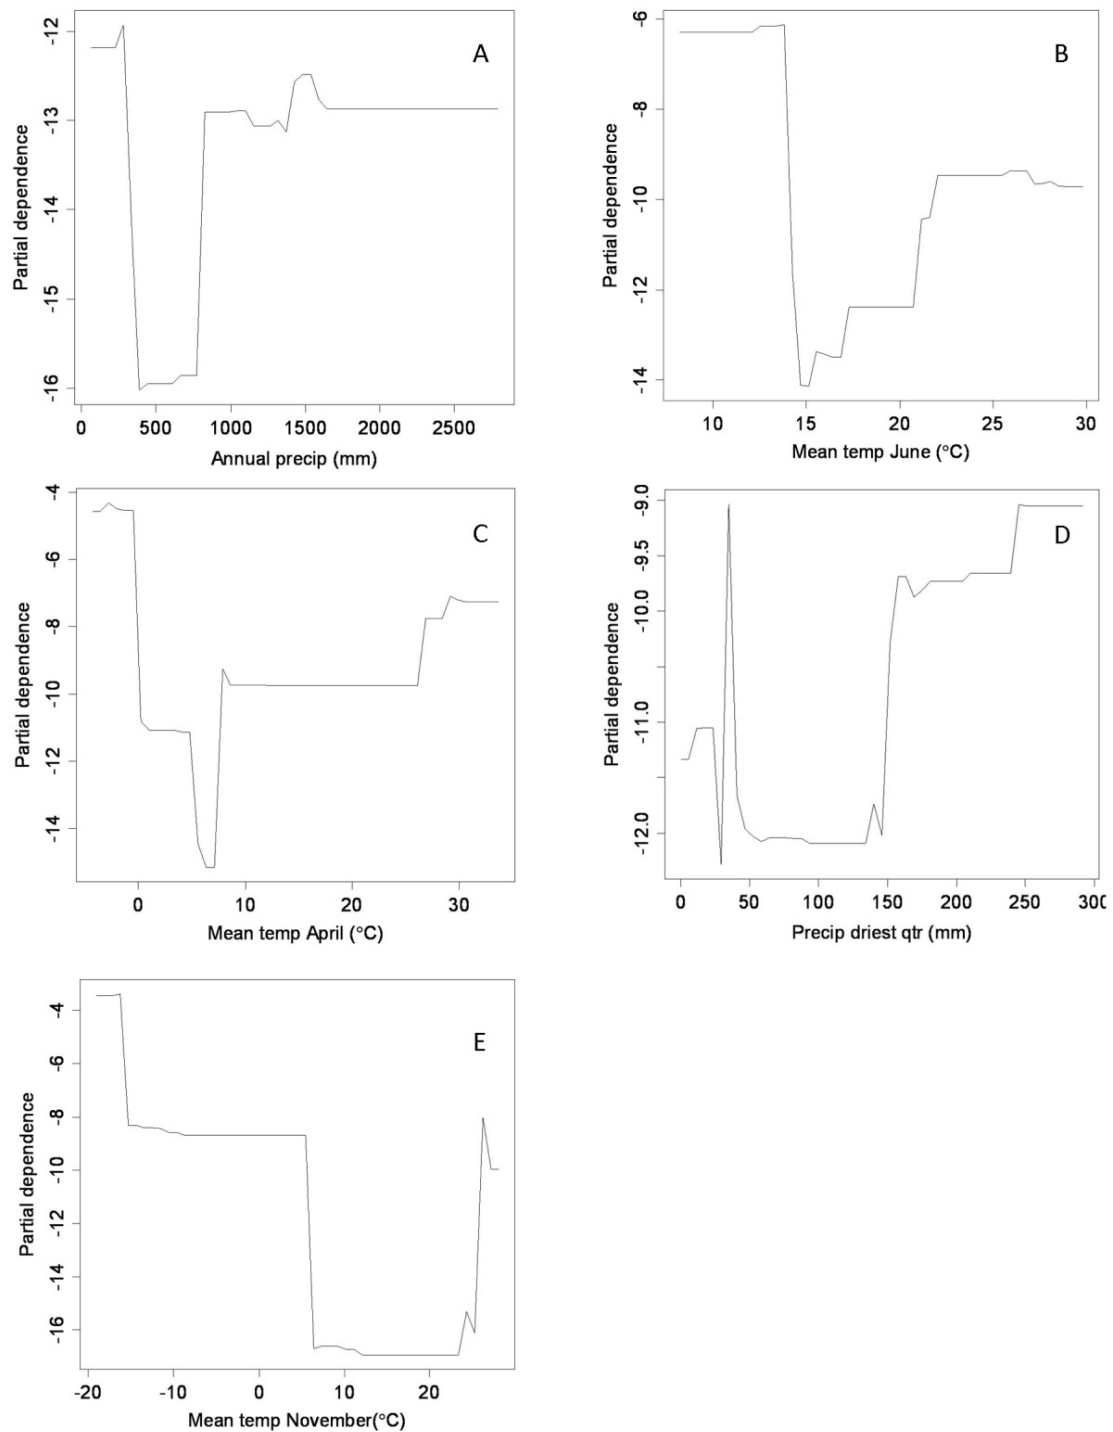 A
Partial dependence
-12
-13
-14
-15
-16
0 500 1000 1500 2000 2500
Annual precip (mm)
B
Partial dependence
-6
-8
-10
-12
-14
10 15 20 25 30
Mean temp June (°C)
C
Partial dependence
-4
-6
-8
-10
-12
-14
0 10 20 30
Mean temp April (°C)
D
Partial dependence
-9.0
-9.5
-10.0
-11.0
-12.0
0 50 100 150 200 250 300
Precip driest qtr (mm)
E
Partial dependence
-4
-6
-8
-10
-12
-14
-16
-20 -10 0 10 20
Mean temp November(°C)